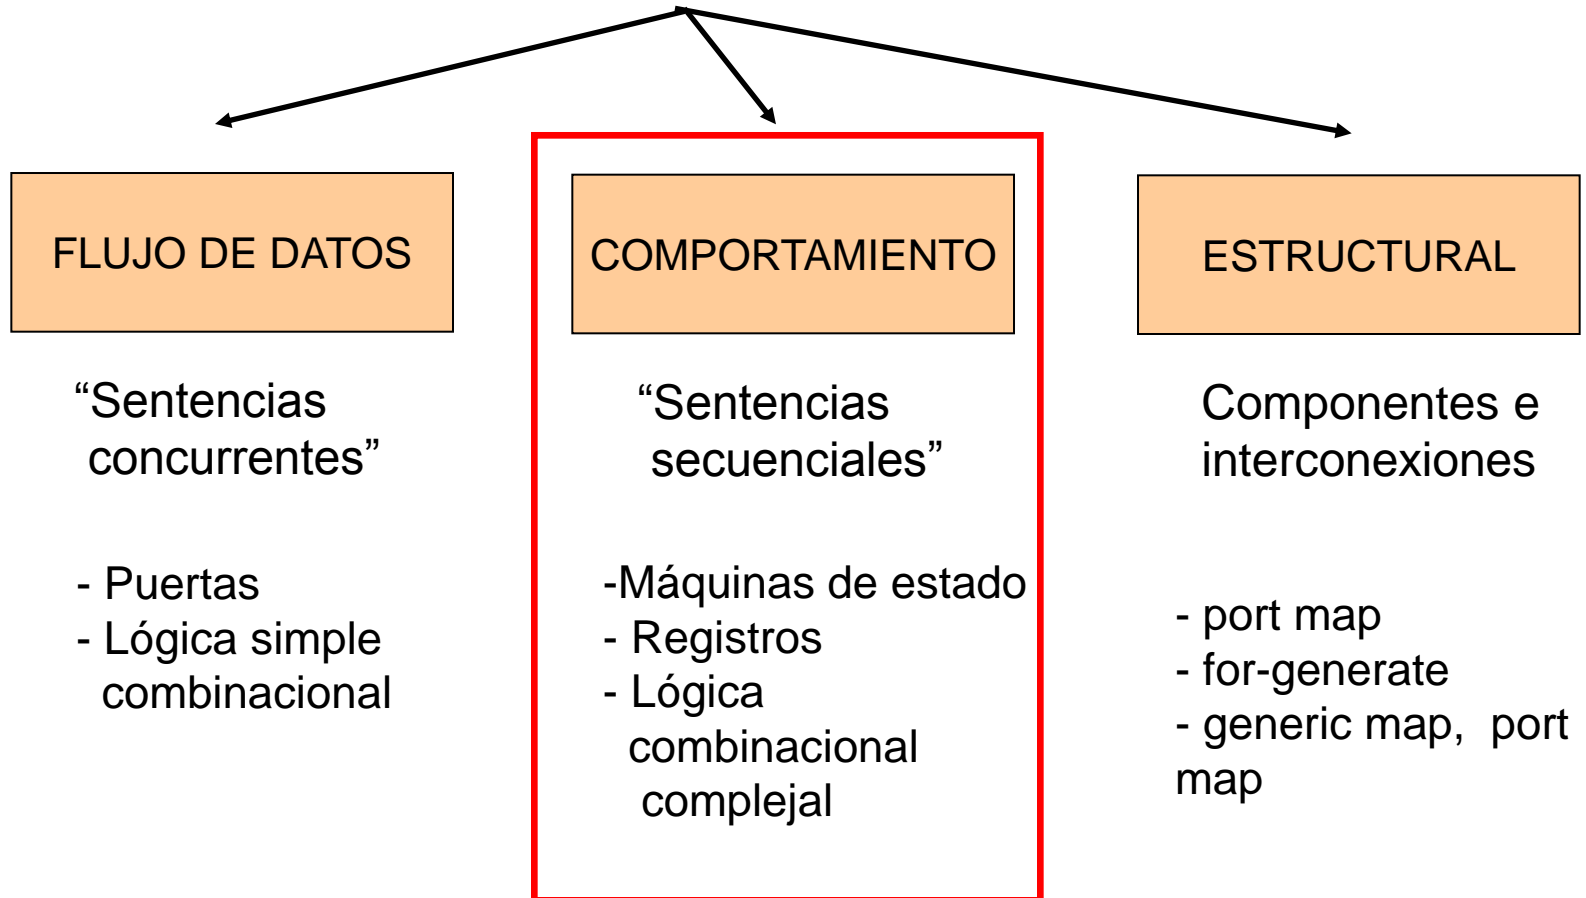 FLUJO DE DATOS
“Sentencias
concurrentes”
- Puertas
- Lógica simple
combinacional
COMPORTAMIENTO
“Sentencias
secuenciales”
-Máquinas de estado
- Registros
- Lógica
combinacional
complejal
ESTRUCTURAL
Componentes e
interconexiones
- port map
- for-generate
- generic map, port
map